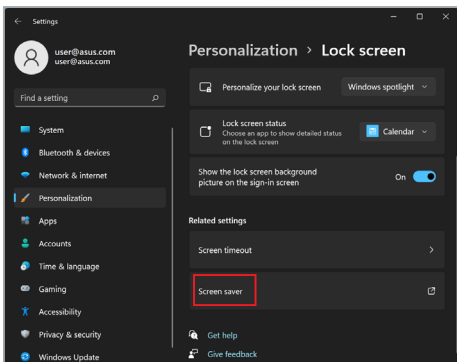 Settings
user@asus.com
user@asus.com
Find a setting
System
Bluetooth & devices
Network & internet
Personalization
Apps
Accounts
Time & language
Gaming
Accessibility
Privacy & security
Windows Update
Personalization > Lock screen
Personalize your lock screen
Windows spotlight
Lock screen status
Choose an app to show detailed status
on the lock screen
Calendar
Show the lock screen background
picture on the sign-in screen
On
Related settings
Screen timeout
Screen saver
Get help
Give feedback